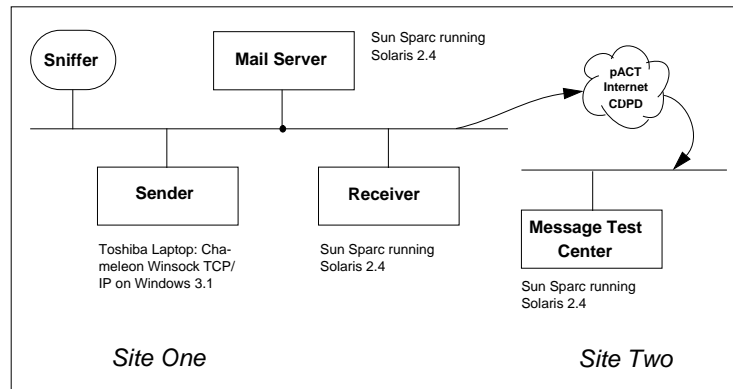 Sniffer
Mail Server
Sun Sparc running
Solaris 2.4
pACT
Internet
CDPD
Sender
Receiver
Toshiba Laptop: Cha-
meleon Winsock TCP/
IP on Windows 3.1
Sun Sparc running
Solaris 2.4
Message Test
Center
Sun Sparc running
Solaris 2.4
Site One
Site Two